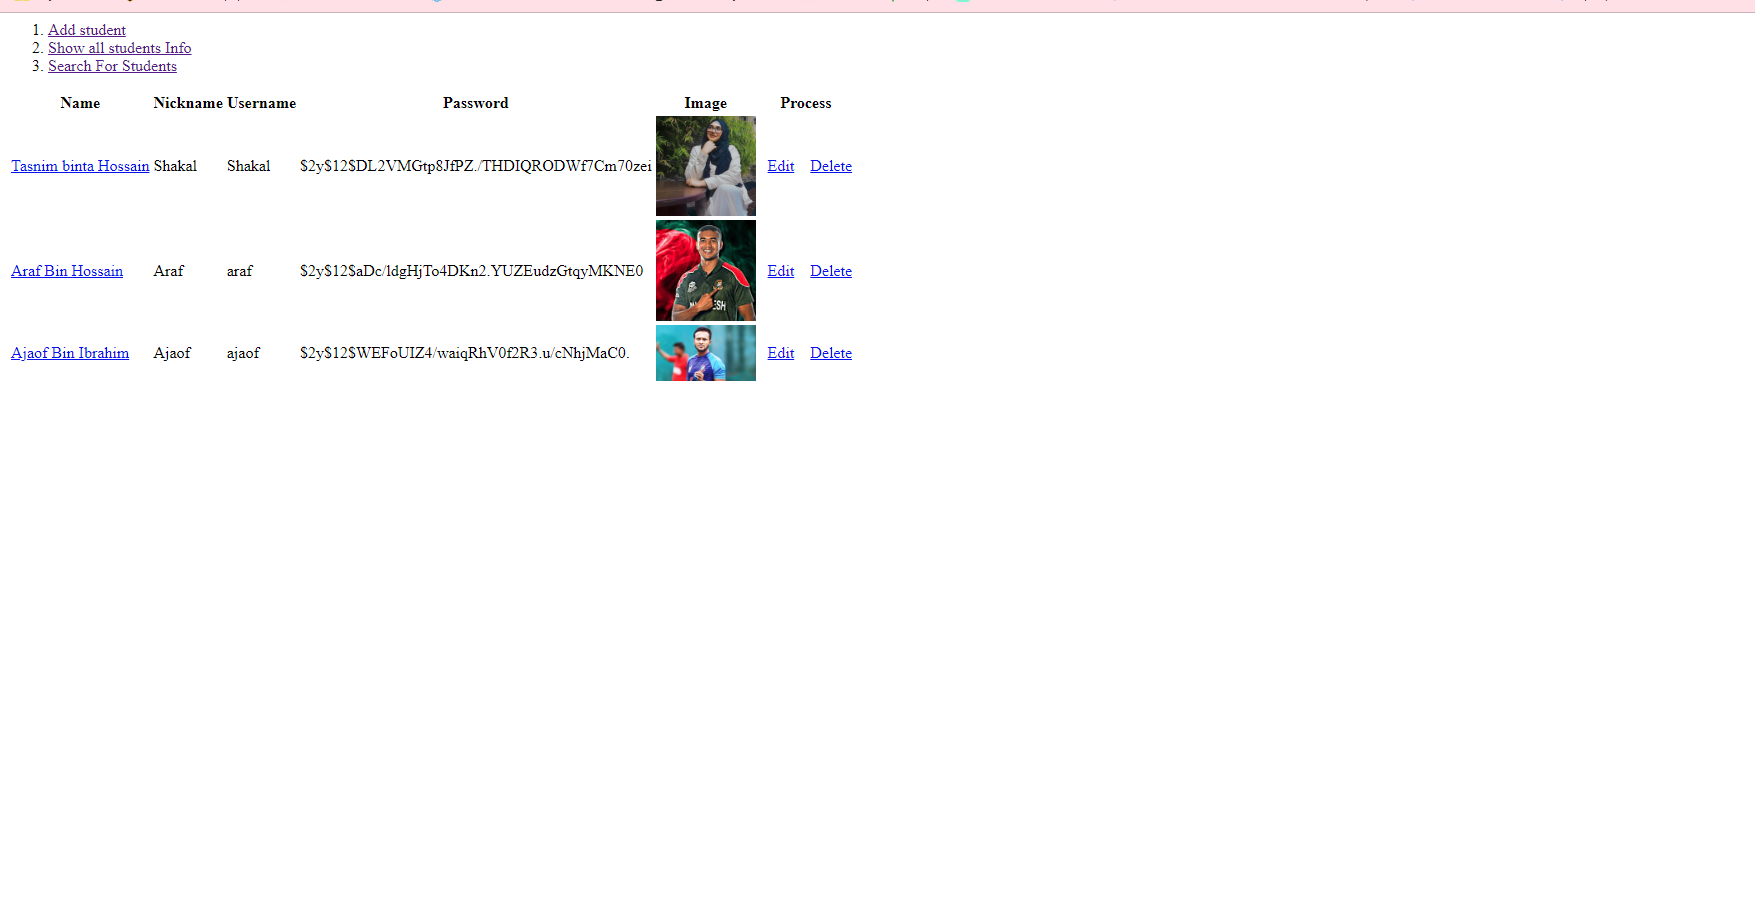 1. Add student
2. Show all students Info
3. Search For Students
Name Nickname Username Password Image Process
Tasnim binta Hossain Shakal Shakal $2y$12$DL2VMGtp8JfPZ./THDIQRODWf7Cm70zei Edit Delete
Araf Bin Hossain Araf araf $2y$12$aDc/ldgHjTo4DKn2.YUZEudzGtqyMKNE0 Edit Delete
Ajaof Bin Ibrahim Ajaof ajaof $2y$12$WEFoUIZ4/waiqRhV0f2R3.u/cNhjMaC0. Edit Delete